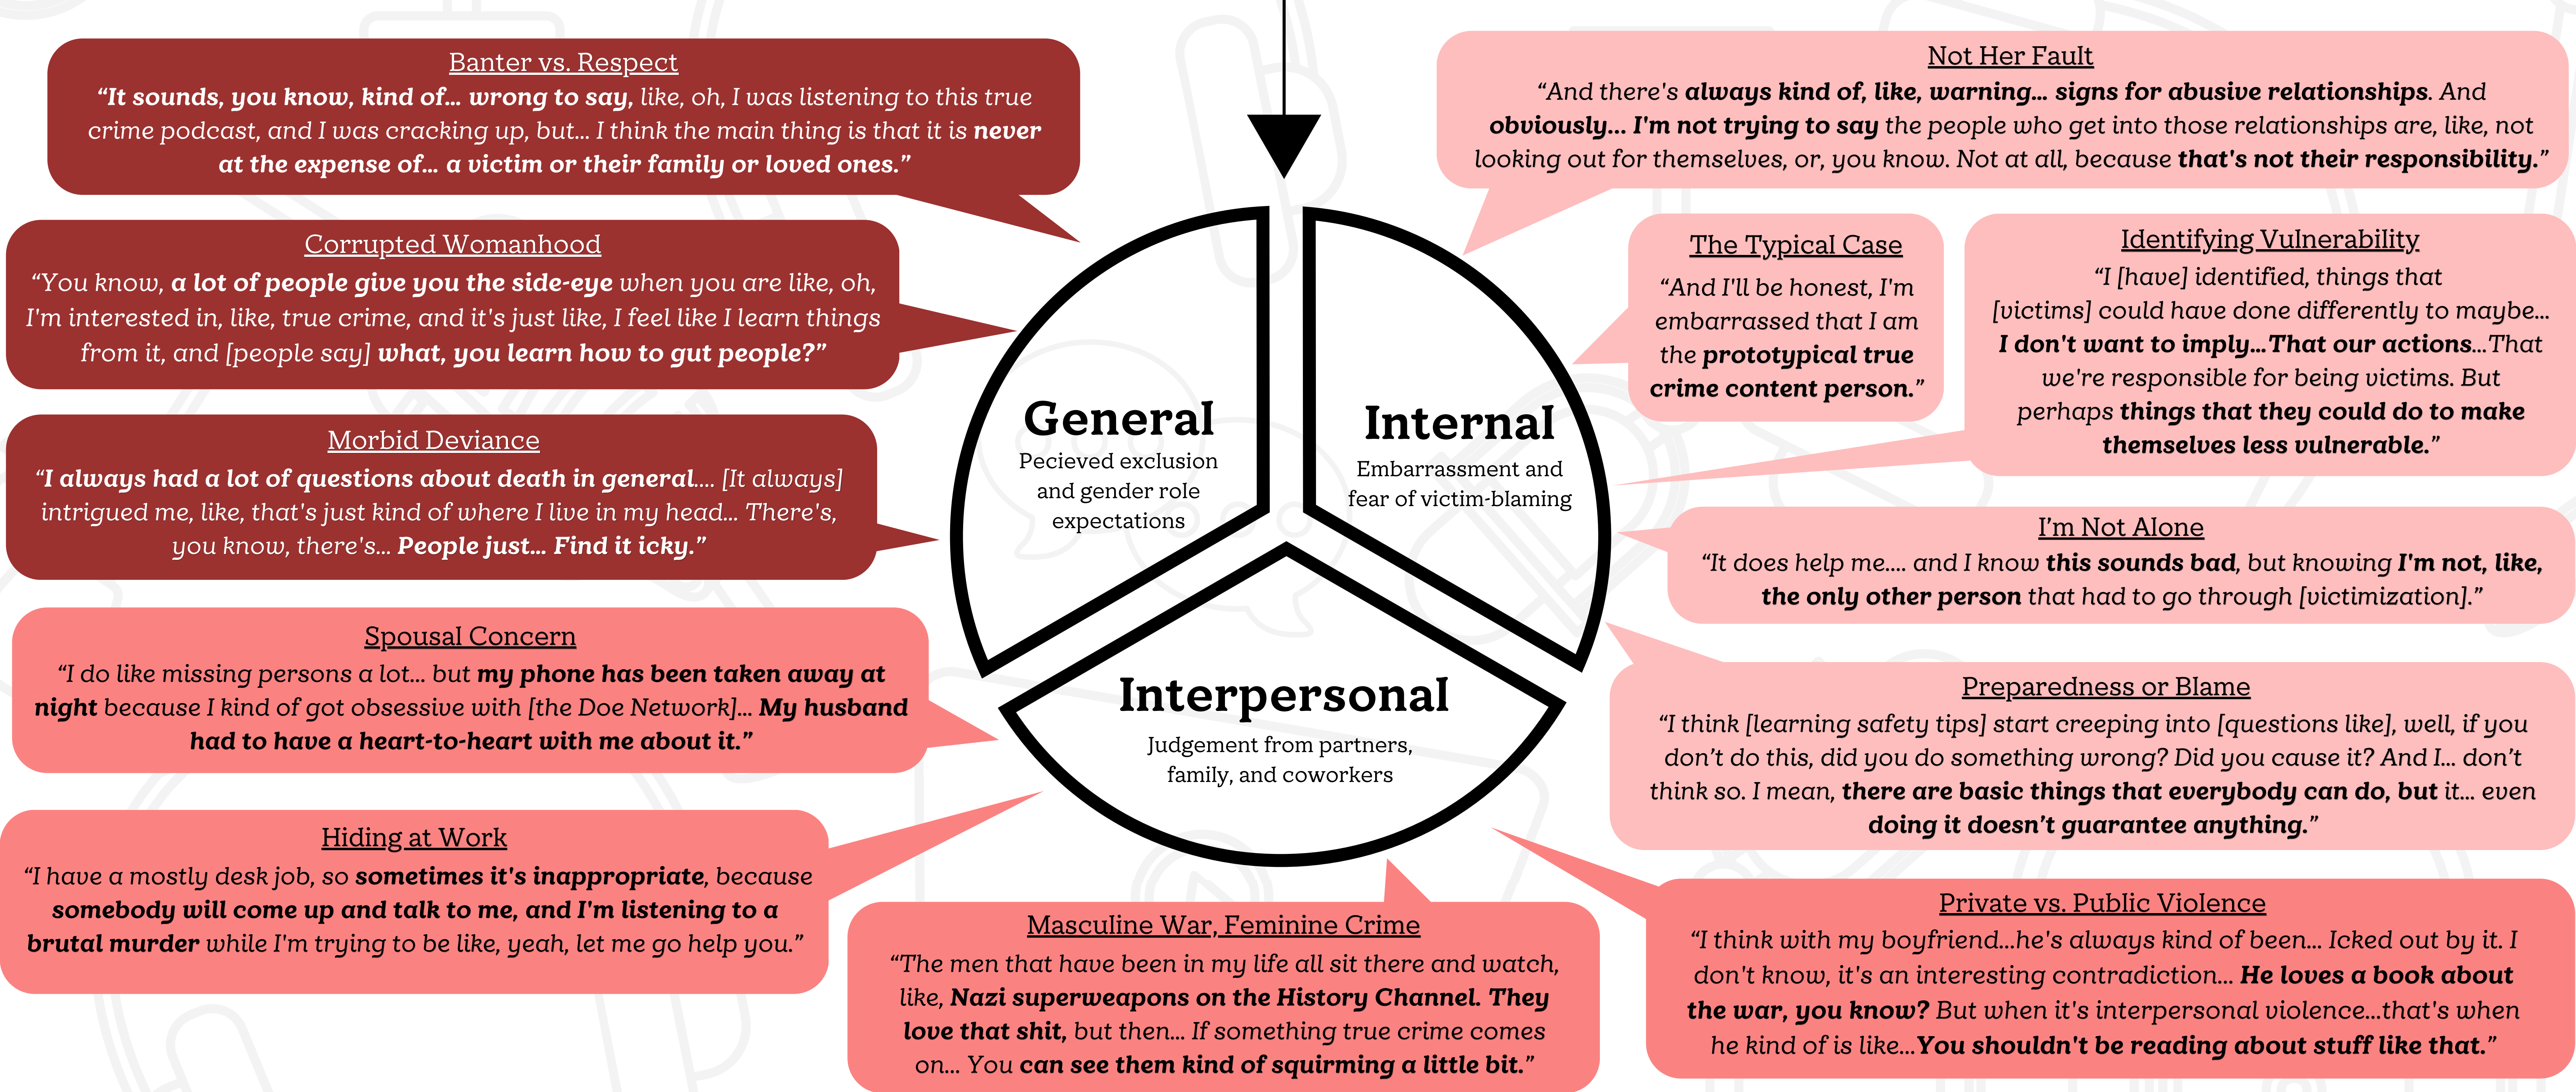 Banter vs. Respect
“It sounds, you know, kind of... wrong to say, like, oh, I was listening to this true
crime podcast, and I was cracking up, but... I think the main thing is that it is never
at the expense of... a victim or their family or loved ones.”
Corrupted Womanhood
“You know, a lot of people give you the side-eye when you are like, oh,
I'm interested in, like, true crime, and it's just like, I feel like I learn things
from it, and [people say] what, you learn how to gut people?”
Morbid Deviance
“I always had a lot of questions about death in general.... [It always]
intrigued me, like, that's just kind of where I live in my head... There's,
you know, there's... People just... Find it icky.”
Spousal Concern
“I do like missing persons a lot... but my phone has been taken away at
night because I kind of got obsessive with [the Doe Network]... My husband
had to have a heart-to-heart with me about it.”
Hiding at Work
“I have a mostly desk job, so sometimes it's inappropriate, because
somebody will come up and talk to me, and I'm listening to a
brutal murder while I'm trying to be like, yeah, let me go help you.”
General
Pecieved exclusion
and gender role
expectations
Internal
Embarrassment and
fear of victim-blaming
Interpersonal
Judgement from partners,
family, and coworkers
Masculine War, Feminine Crime
“The men that have been in my life all sit there and watch,
like, Nazi superweapons on the History Channel. They
love that shit, but then... If something true crime comes
on... You can see them kind of squirming a little bit.”
Not Her Fault
“And there's always kind of, like, warning... signs for abusive relationships. And
obviously... I'm not trying to say the people who get into those relationships are, like, not
looking out for themselves, or, you know. Not at all, because that's not their responsibility.”
The Typical Case
“And I'll be honest, I'm
embarrassed that I am
the prototypical true
crime content person.”
Identifying Vulnerability
“I [have] identified, things that
[victims] could have done differently to maybe...
I don't want to imply...That our actions...That
we're responsible for being victims. But
perhaps things that they could do to make
themselves less vulnerable.”
I’m Not Alone
“It does help me.... and I know this sounds bad, but knowing I'm not, like,
the only other person that had to go through [victimization].”
Preparedness or Blame
“I think [learning safety tips] start creeping into [questions like], well, if you
don’t do this, did you do something wrong? Did you cause it? And I... don’t
think so. I mean, there are basic things that everybody can do, but it... even
doing it doesn’t guarantee anything.”
Private vs. Public Violence
“I think with my boyfriend...he's always kind of been... Icked out by it. I
don't know, it's an interesting contradiction... He loves a book about
the war, you know? But when it's interpersonal violence...that's when
he kind of is like...You shouldn't be reading about stuff like that.”